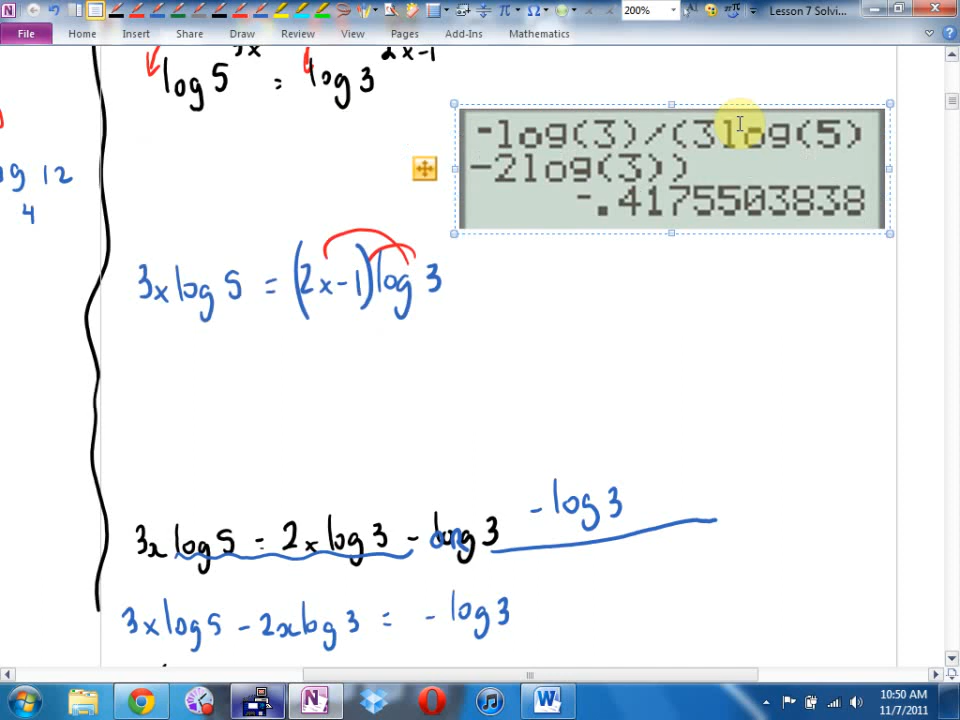 200%
Lesson 7 Solvi...
File Home Insert Share Draw Review View Pages Add-Ins Mathematics
log 5^3x = log 3^2x-1
g 12
4
-log(3)/(3log(5)
-2log(3))
-.4175503838
3x log 5 = (2x-1) log 3
- log 3
3x log 5 = 2x log 3 - log 3
3x log 5 - 2x log 3 = - log 3
10:50 AM
11/7/2011